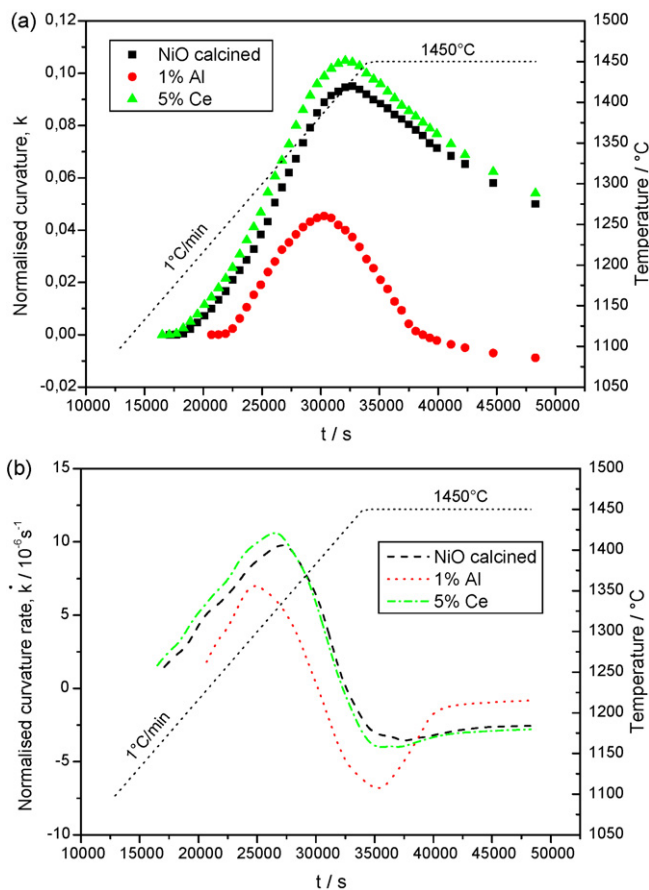 (a)
0,12
0,10
0,08
0,06
0,04
0,02
0,00
-0,02
Normalised curvature, k
NiO calcined
1% Al
5% Ce
1450°C
1°C/min
1500
1450
1400
1350
1300
1250
1200
1150
1100
1050
Temperature / °C
10000 15000 20000 25000 30000 35000 40000 45000 50000
t / s
(b)
15
10
5
0
-5
-10
Normalised curvature rate, k̇ / 10⁻⁶s⁻¹
1450°C
NiO calcined
1% Al
5% Ce
1°C/min
1500
1450
1400
1350
1300
1250
1200
1150
1100
1050
Temperature / °C
10000 15000 20000 25000 30000 35000 40000 45000 50000
t / s